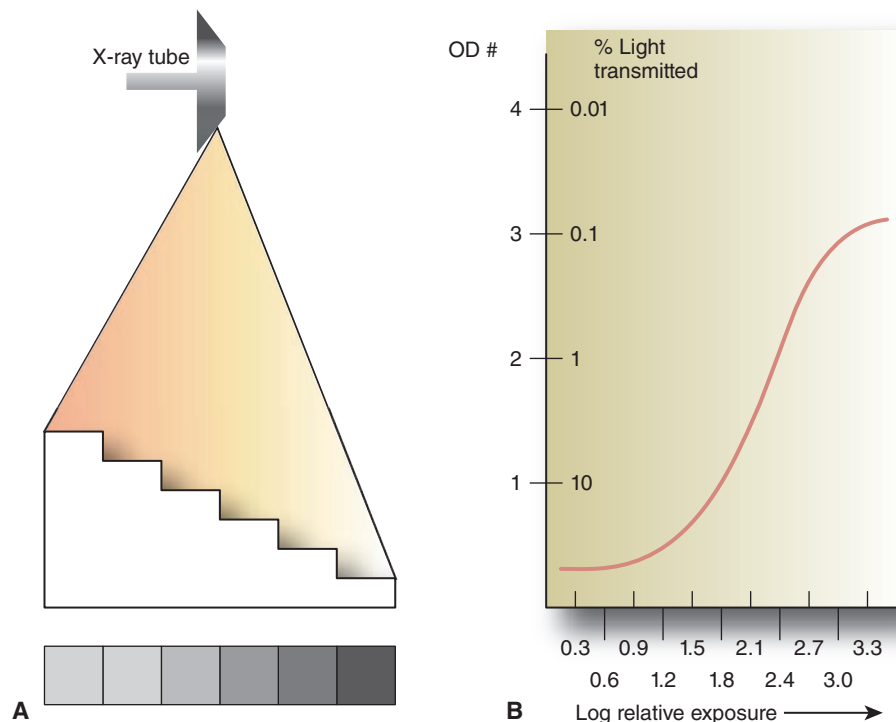 X-ray tube
A
OD #
% Light
transmitted
4
0.01
3
0.1
2
1
1
10
0.3 0.9 1.5 2.1 2.7 3.3
0.6 1.2 1.8 2.4 3.0
B
Log relative exposure